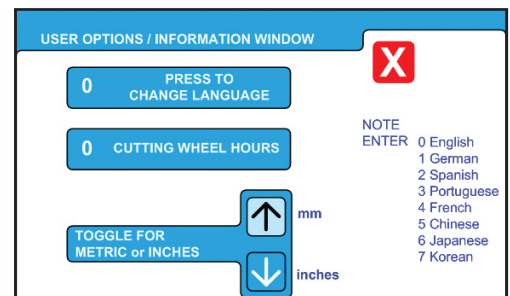 USER OPTIONS / INFORMATION WINDOW
X
0 PRESS TO
CHANGE LANGUAGE
0 CUTTING WHEEL HOURS
NOTE
ENTER 0 English
1 German
2 Spanish
3 Portuguese
4 French
5 Chinese
6 Japanese
7 Korean
mm
TOGGLE FOR
METRIC or INCHES
inches